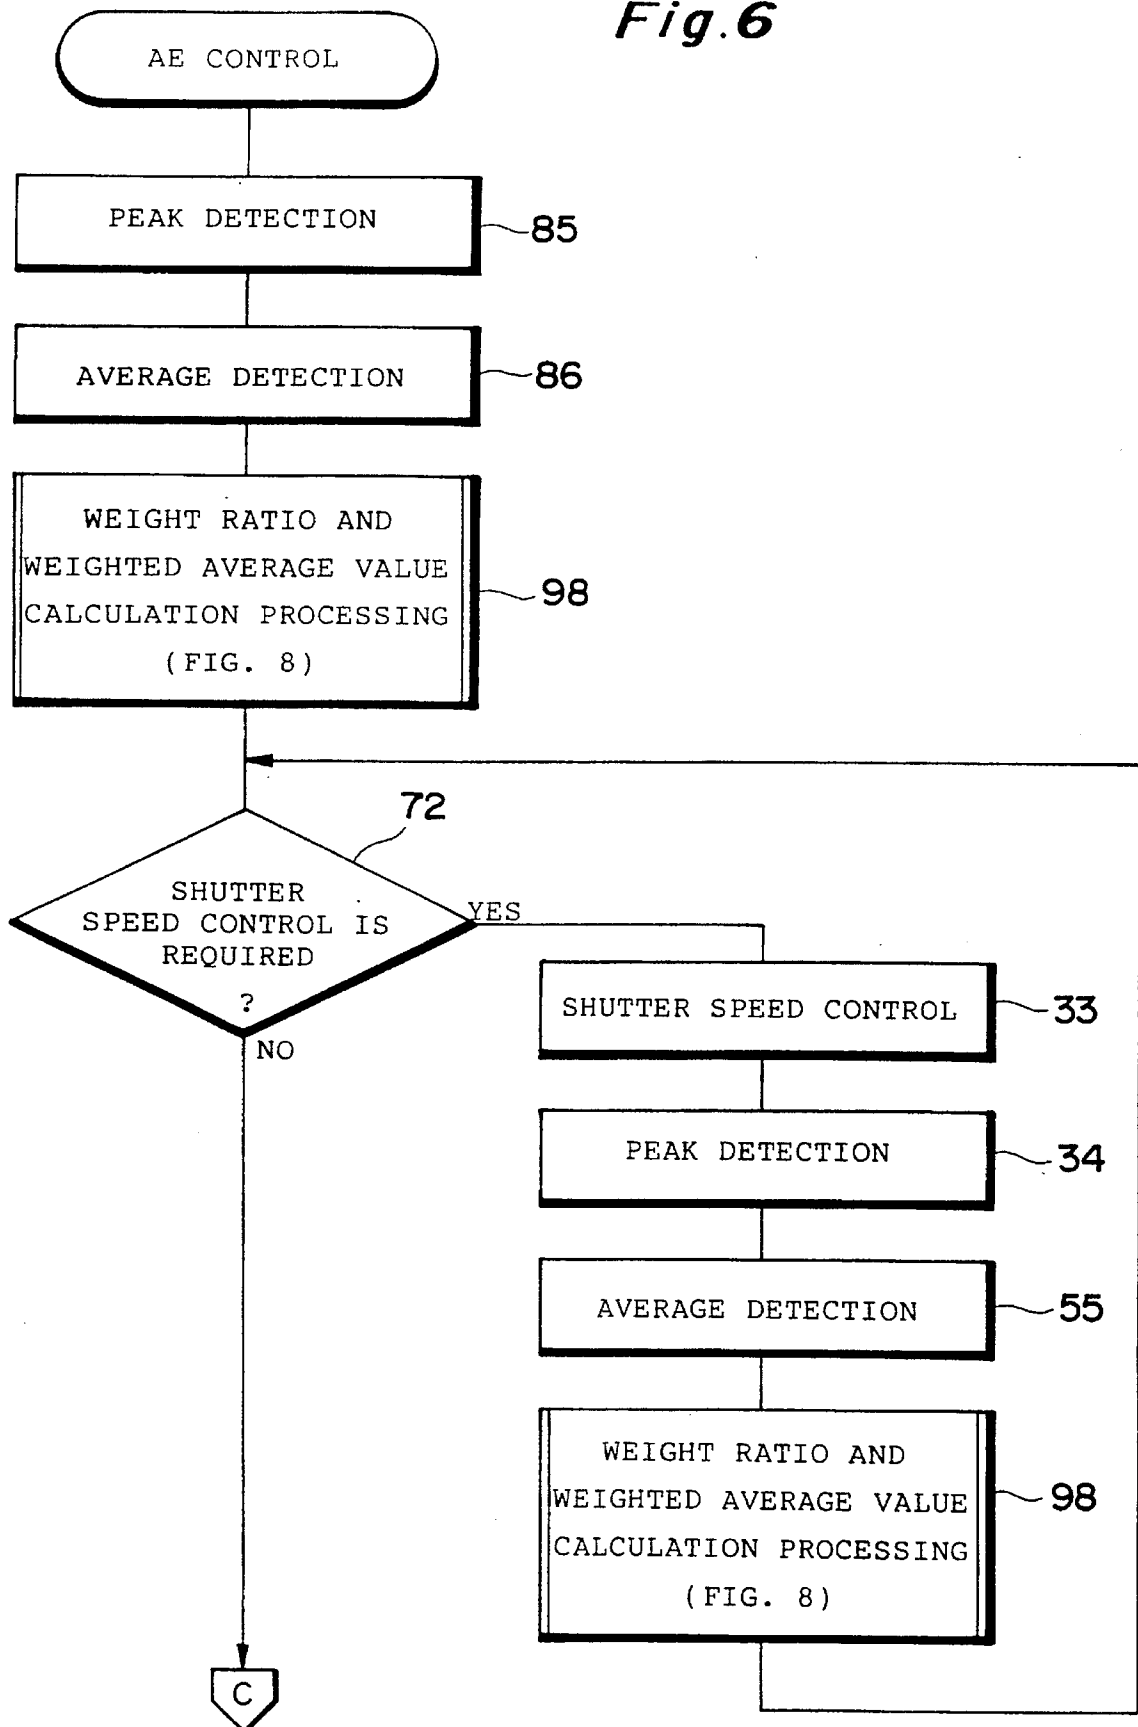 Fig.6
AE CONTROL
PEAK DETECTION
85
AVERAGE DETECTION
86
WEIGHT RATIO AND
WEIGHTED AVERAGE VALUE
CALCULATION PROCESSING
(FIG. 8)
98
72
SHUTTER
SPEED CONTROL IS
REQUIRED
?
YES
NO
SHUTTER SPEED CONTROL
33
PEAK DETECTION
34
AVERAGE DETECTION
55
WEIGHT RATIO AND
WEIGHTED AVERAGE VALUE
CALCULATION PROCESSING
(FIG. 8)
98
C